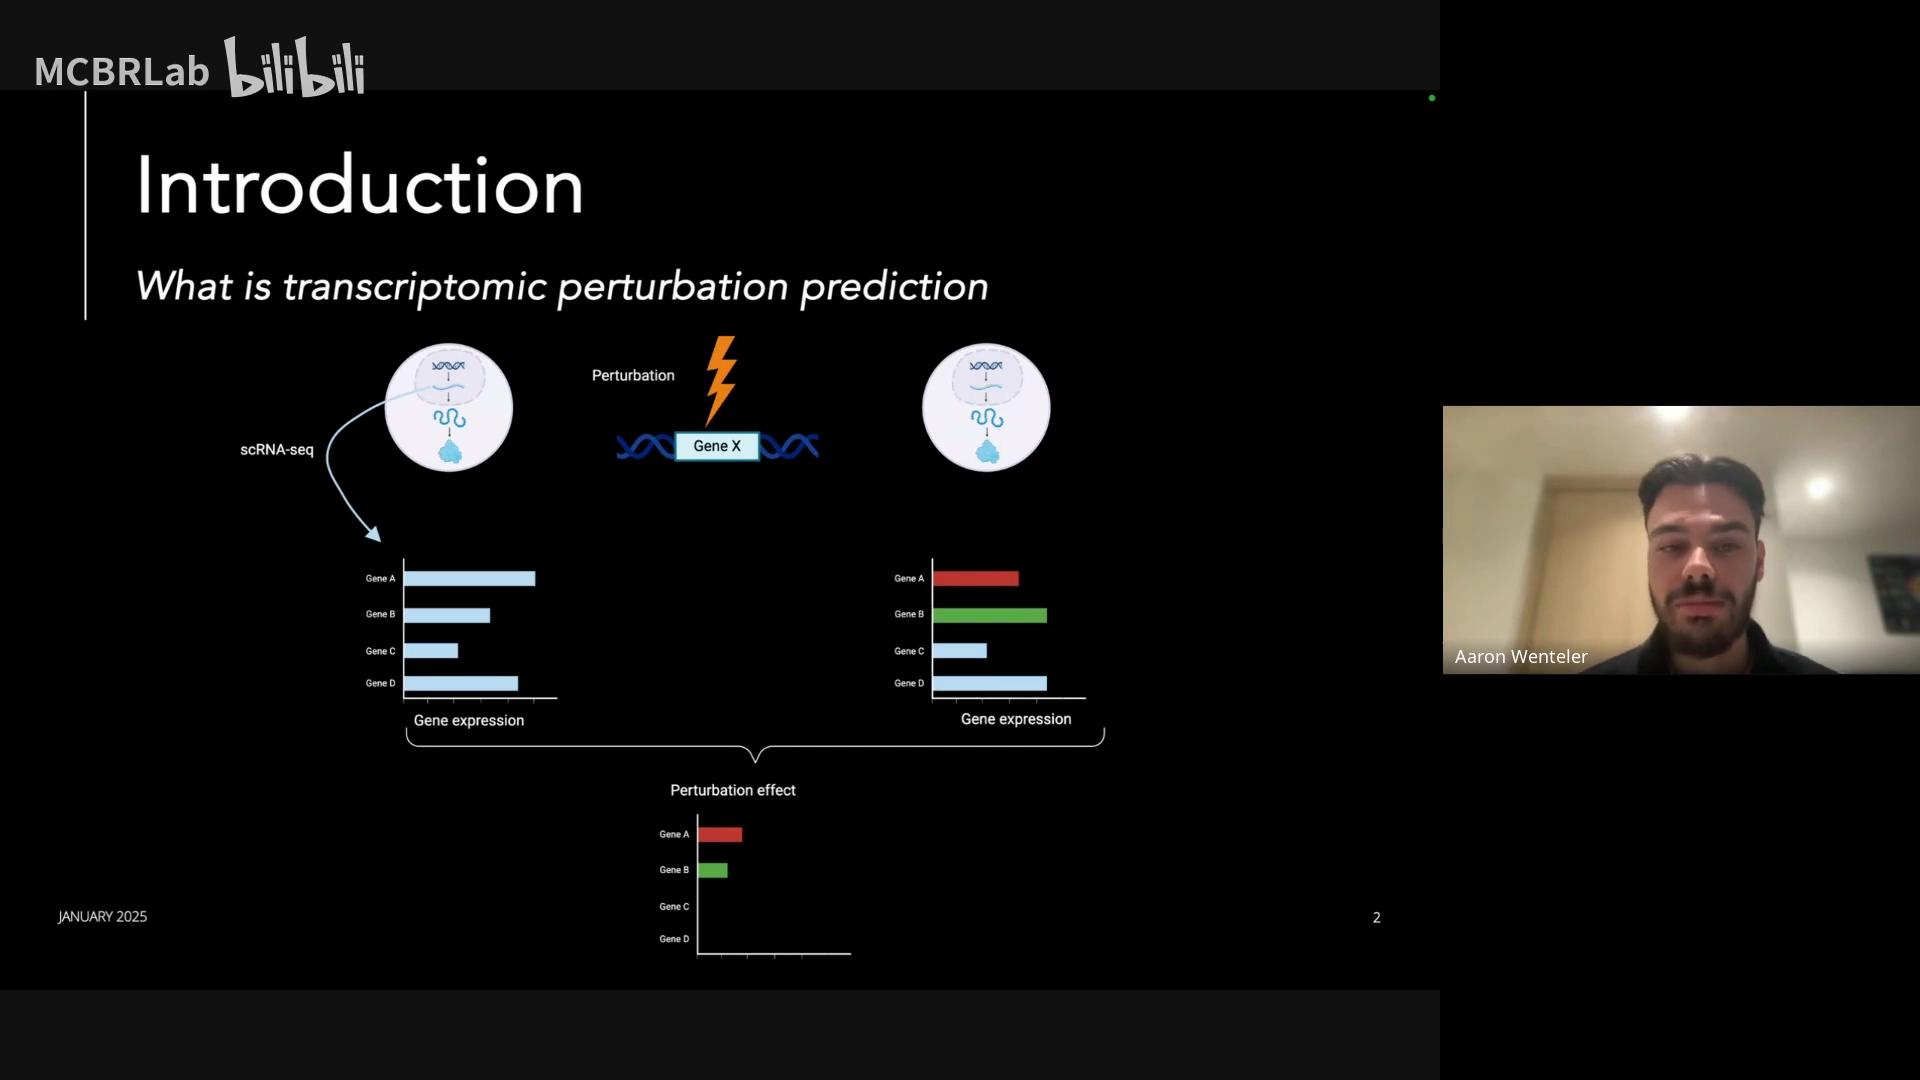 MCBRLab bilibili
Introduction
What is transcriptomic perturbation prediction
Perturbation
Gene X
scRNA-seq
Gene A
Gene B
Gene C
Gene D
Gene expression
Gene A
Gene B
Gene C
Gene D
Gene expression
Perturbation effect
Gene A
Gene B
Gene C
Gene D
JANUARY 2025
2
Aaron Wenteler